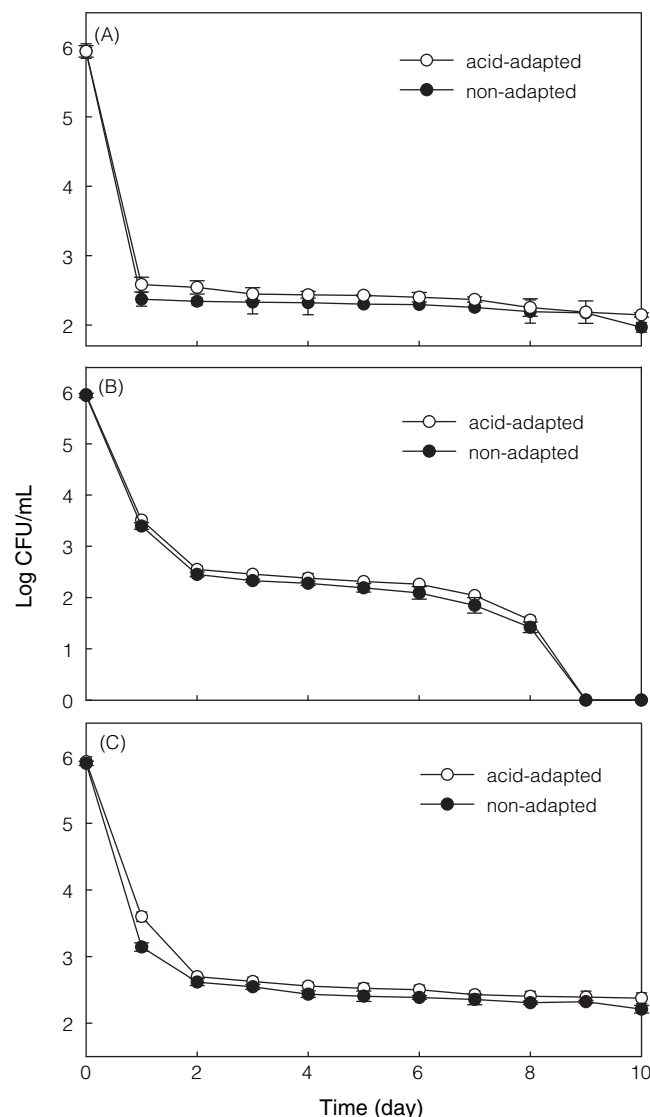 (A)
acid-adapted
non-adapted
6
5
4
3
2
(B)
acid-adapted
non-adapted
6
5
4
3
2
1
0
Log CFU/mL
(C)
acid-adapted
non-adapted
6
5
4
3
2
0 2 4 6 8 10
Time (day)